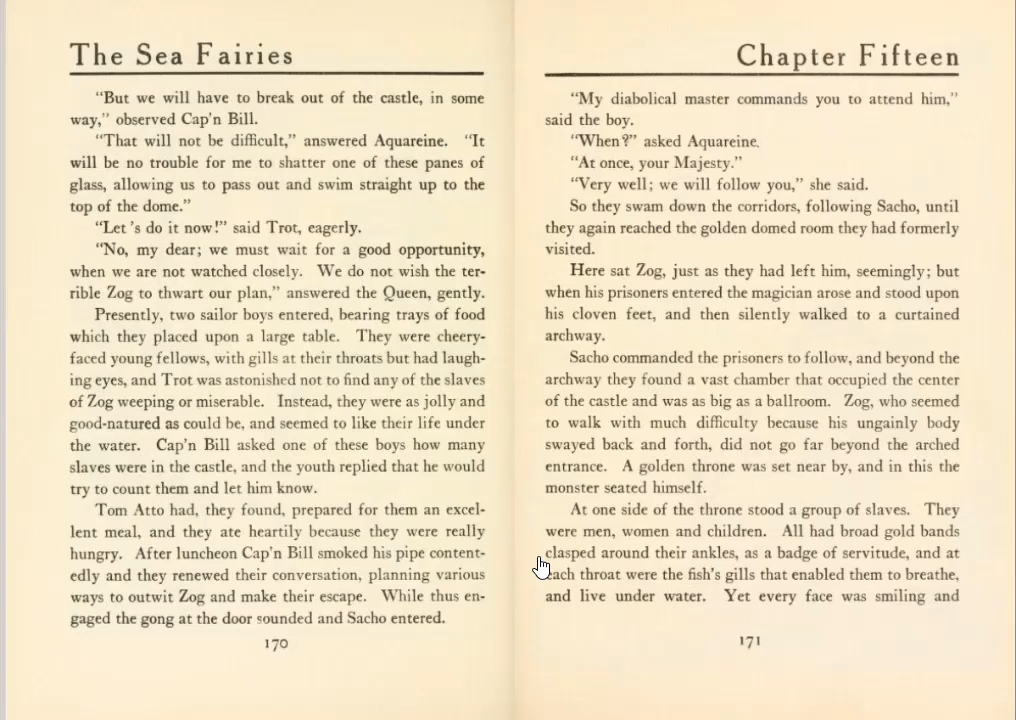 The Sea Fairies
"But we will have to break out of the castle, in some
way," observed Cap'n Bill.
"That will not be difficult," answered Aquareine. "It
will be no trouble for me to shatter one of these panes of
glass, allowing us to pass out and swim straight up to the
top of the dome."
"Let 's do it now!" said Trot, eagerly.
"No, my dear; we must wait for a good opportunity,
when we are not watched closely. We do not wish the ter-
rible Zog to thwart our plan," answered the Queen, gently.
Presently, two sailor boys entered, bearing trays of food
which they placed upon a large table. They were cheery-
faced young fellows, with gills at their throats but had laugh-
ing eyes, and Trot was astonished not to find any of the slaves
of Zog weeping or miserable. Instead, they were as jolly and
good-natured as could be, and seemed to like their life under
the water. Cap'n Bill asked one of these boys how many
slaves were in the castle, and the youth replied that he would
try to count them and let him know.
Tom Atto had, they found, prepared for them an excel-
lent meal, and they ate heartily because they were really
hungry. After luncheon Cap'n Bill smoked his pipe content-
edly and they renewed their conversation, planning various
ways to outwit Zog and make their escape. While thus en-
gaged the gong at the door sounded and Sacho entered.
170
Chapter Fifteen
"My diabolical master commands you to attend him,"
said the boy.
"When?" asked Aquareine.
"At once, your Majesty."
"Very well; we will follow you," she said.
So they swam down the corridors, following Sacho, until
they again reached the golden domed room they had formerly
visited.
Here sat Zog, just as they had left him, seemingly; but
when his prisoners entered the magician arose and stood upon
his cloven feet, and then silently walked to a curtained
archway.
Sacho commanded the prisoners to follow, and beyond the
archway they found a vast chamber that occupied the center
of the castle and was as big as a ballroom. Zog, who seemed
to walk with much difficulty because his ungainly body
swayed back and forth, did not go far beyond the arched
entrance. A golden throne was set near by, and in this the
monster seated himself.
At one side of the throne stood a group of slaves. They
were men, women and children. All had broad gold bands
clasped around their ankles, as a badge of servitude, and at
each throat were the fish's gills that enabled them to breathe,
and live under water. Yet every face was smiling and
171